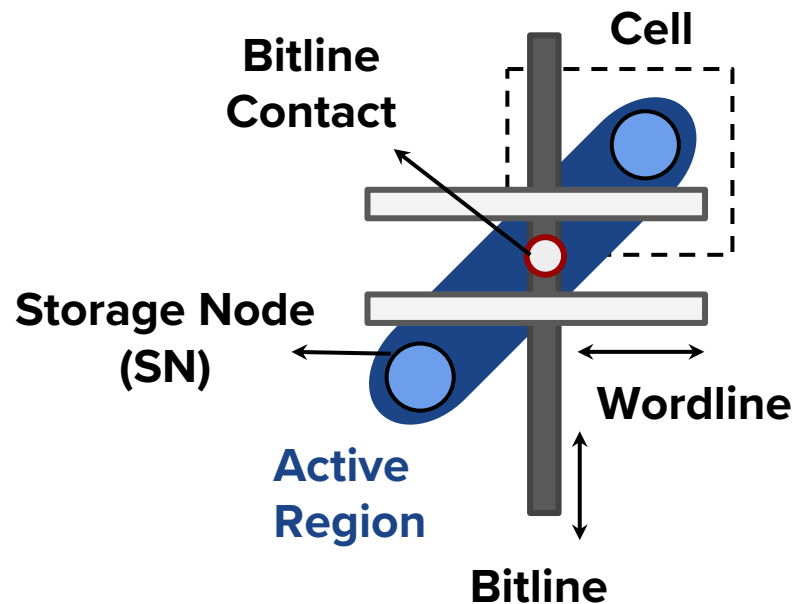 Cell
Bitline
Contact
Storage Node
(SN)
Wordline
Active
Region
Bitline